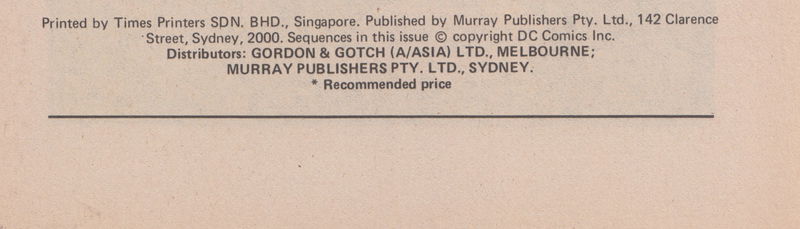 Printed by Times Printers SDN. BHD., Singapore. Published by Murray Publishers Pty. Ltd., 142 Clarence
Street, Sydney, 2000. Sequences in this issue © copyright DC Comics Inc.
Distributors: GORDON & GOTCH (A/ASIA) LTD., MELBOURNE;
MURRAY PUBLISHERS PTY. LTD., SYDNEY.
* Recommended price